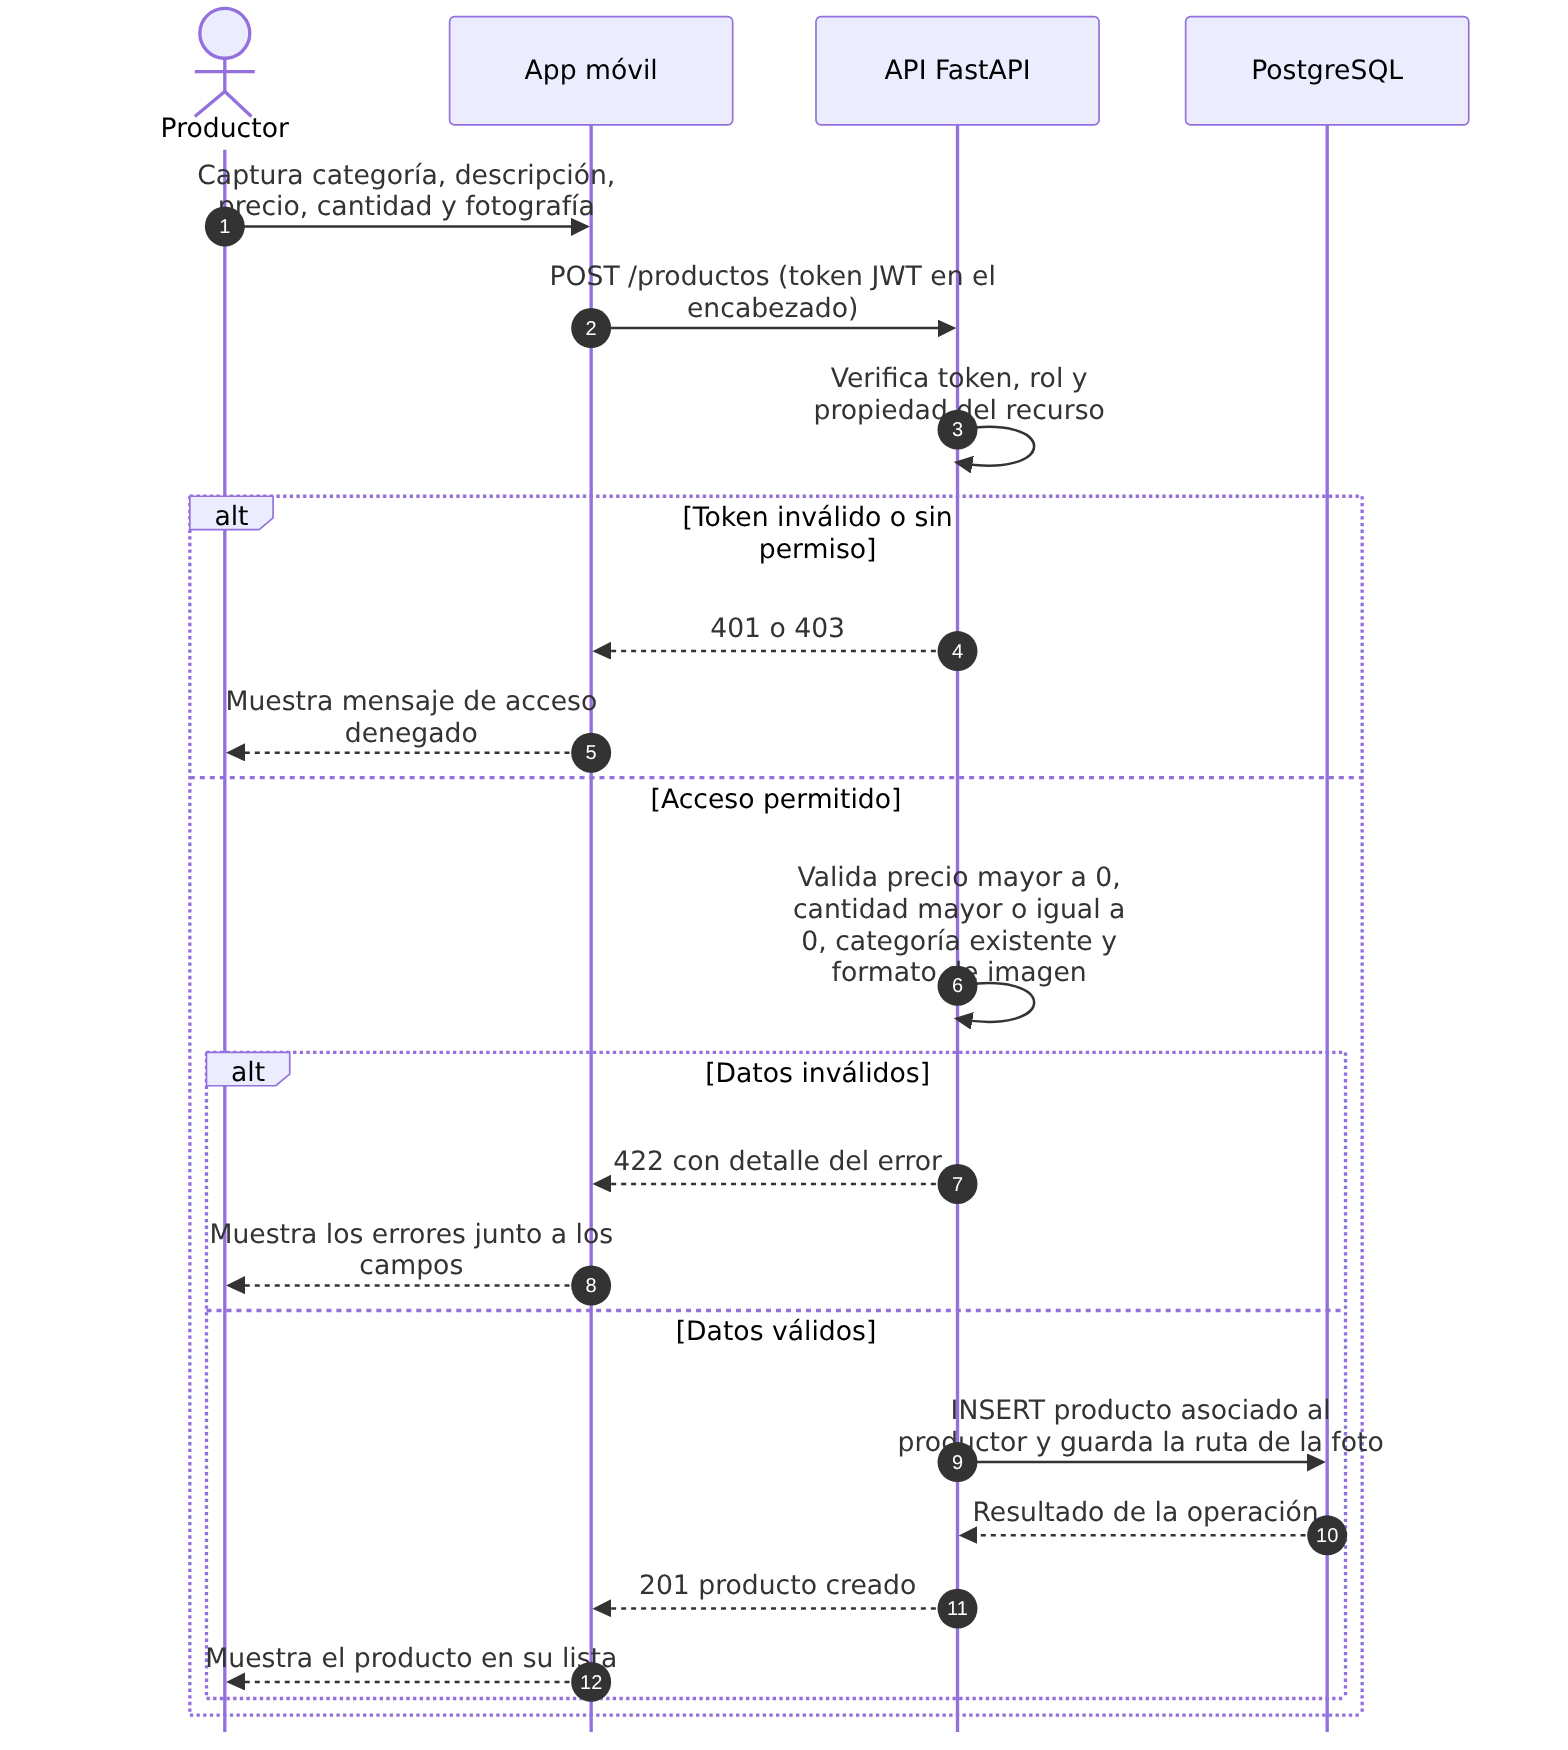 Productor
App móvil
API FastAPI
PostgreSQL
Captura categoría, descripción,
precio, cantidad y fotografía
1
POST /productos (token JWT en el
encabezado)
2
Verifica token, rol y
propiedad del recurso
3
alt
[Token inválido o sin
permiso]
401 o 403
4
Muestra mensaje de acceso
denegado
5
[Acceso permitido]
Valida precio mayor a 0,
cantidad mayor o igual a
0, categoría existente y
formato de imagen
6
alt
[Datos inválidos]
422 con detalle del error
7
Muestra los errores junto a los
campos
8
[Datos válidos]
INSERT producto asociado al
productor y guarda la ruta de la foto
9
Resultado de la operación
10
201 producto creado
11
Muestra el producto en su lista
12